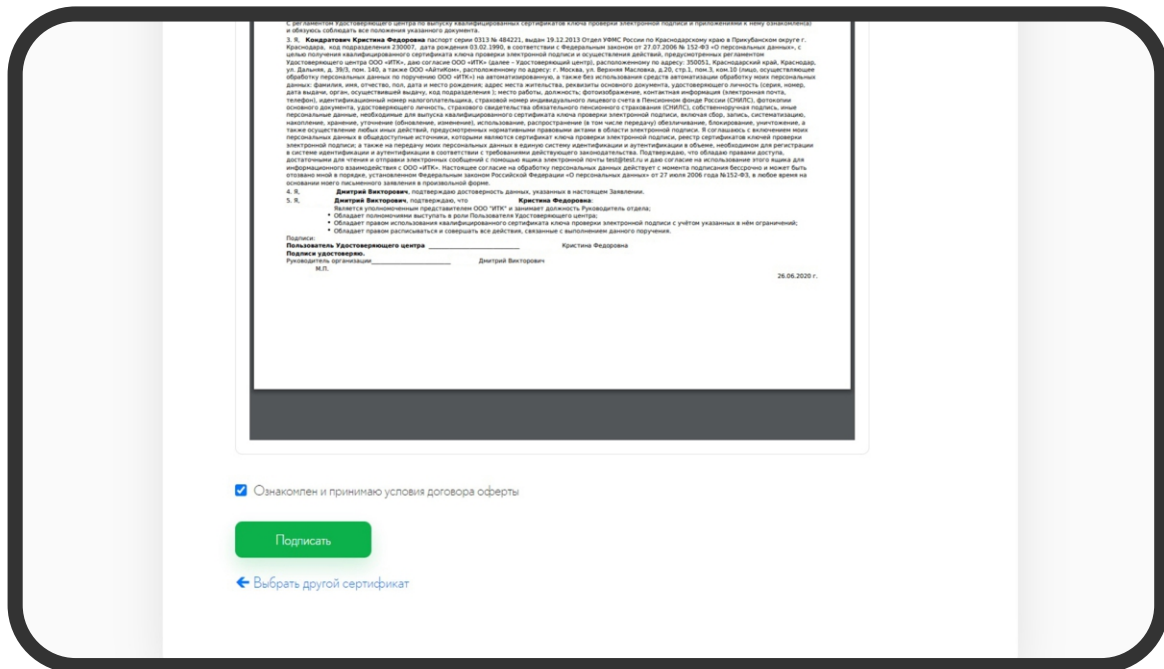 С регламентом Удостоверяющего центра по выпуску квалифицированных сертификатов ключа проверки электронной подписи и приложениями к нему ознакомлен(а)
и обязуюсь соблюдать все положения указанного документа.
3. Я, Кондратович Кристина Федоровна паспорт серии 0313 № 484221, выдан 19.12.2013 Отдел УФМС России по Краснодарскому краю в Прикубанском округе г.
Краснодара, код подразделения 230007, дата рождения 03.02.1990, в соответствии с Федеральным законом от 27.07.2006 № 152-ФЗ «О персональных данных», с
целью получения квалифицированного сертификата ключа проверки электронной подписи и осуществления действий, предусмотренных регламентом
Удостоверяющего центра ООО «ИТК», даю согласие ООО «ИТК» (далее – Удостоверяющий центр), расположенному по адресу: 350051, Краснодарский край, Краснодар,
ул. Дальняя, д. 39/3, пом. 140, а также ООО «АйтиКом», расположенному по адресу: г. Москва, ул. Верхняя Масловка, д.20, стр.1, пом.3, ком.10 (лицо, осуществляющее
обработку персональных данных по поручению ООО «ИТК») на автоматизированную, а также без использования средств автоматизации обработку моих персональных
данных: фамилия, имя, отчество, пол, дата и место рождения; адрес места жительства, реквизиты основного документа, удостоверяющего личность (серия, номер,
дата выдачи, орган, осуществивший выдачу, код подразделения ); место работы, должность; фотоизображение, контактная информация (электронная почта,
телефон), идентификационный номер налогоплательщика, страховой номер индивидуального лицевого счета в Пенсионном фонде России (СНИЛС), фотокопии
основного документа, удостоверяющего личность, страхового свидетельства обязательного пенсионного страхования (СНИЛС), собственноручная подпись, иные
персональные данные, необходимые для выпуска квалифицированного сертификата ключа проверки электронной подписи, включая сбор, запись, систематизацию,
накопление, хранение, уточнение (обновление, изменение), использование, распространение (в том числе передачу) обезличивание, блокирование, уничтожение, а
также осуществление любых иных действий, предусмотренных нормативными правовыми актами в области электронной подписи. Я соглашаюсь с включением моих
персональных данных в общедоступные источники, которыми являются сертификат ключа проверки электронной подписи, реестр сертификатов ключей проверки
электронной подписи; а также на передачу моих персональных данных в единую систему идентификации и аутентификации в объеме, необходимом для регистрации
в системе идентификации и аутентификации в соответствии с требованиями действующего законодательства. Подтверждаю, что обладаю правами доступа,
достаточными для чтения и отправки электронных сообщений с помощью ящика электронной почты test@test.ru и даю согласие на использование этого ящика для
информационного взаимодействия с ООО «ИТК». Настоящее согласие на обработку персональных данных действует с момента подписания бессрочно и может быть
отозвано мной в порядке, установленном Федеральным законом Российской Федерации «О персональных данных» от 27 июля 2006 года №152-ФЗ, в любое время на
основании моего письменного заявления в произвольной форме.
4. Я, Дмитрий Викторович, подтверждаю достоверность данных, указанных в настоящем Заявлении.
5. Я, Дмитрий Викторович, подтверждаю, что Кристина Федоровна:
Является уполномоченным представителем ООО "ИТК" и занимает должность Руководитель отдела;
• Обладает полномочиями выступать в роли Пользователя Удостоверяющего центра;
• Обладает правом использования квалифицированного сертификата ключа проверки электронной подписи с учётом указанных в нём ограничений;
• Обладает правом расписываться и совершать все действия, связанные с выполнением данного поручения.
Подписи:
Пользователь Удостоверяющего центра Кристина Федоровна
Подписи удостоверяю.
Руководитель организации Дмитрий Викторович
М.П.
26.06.2020 г.
Ознакомлен и принимаю условия договора оферты
Подписать
Выбрать другой сертификат